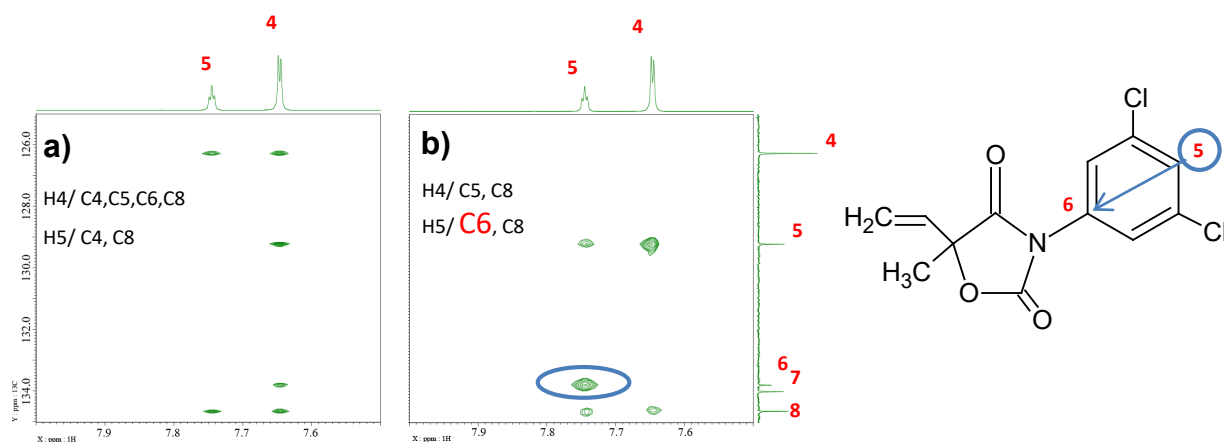 4
5
a)
H4/ C4,C5,C6,C8
H5/ C4, C8
126.0
128.0
130.0
132.0
134.0
Y : ppm : 13C
7.9
7.8
7.7
7.6
X : ppm : 1H
4
5
b)
H4/ C5, C8
H5/ C6, C8
4
5
6
7
8
7.9
7.8
7.7
7.6
X : ppm : 1H
Cl
5
O
6
H2C
N
Cl
H3C
O
O